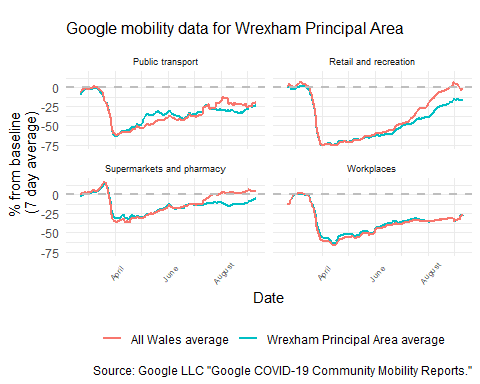 Google mobility data for Wrexham Principal Area
Public transport
Retail and recreation
0
-25
-50
-75
Supermarkets and pharmacy
Workplaces
0
-25
-50
-75
% from baseline
(7 day average)
April
June
August
April
June
August
Date
All Wales average
Wrexham Principal Area average
Source: Google LLC "Google COVID-19 Community Mobility Reports."